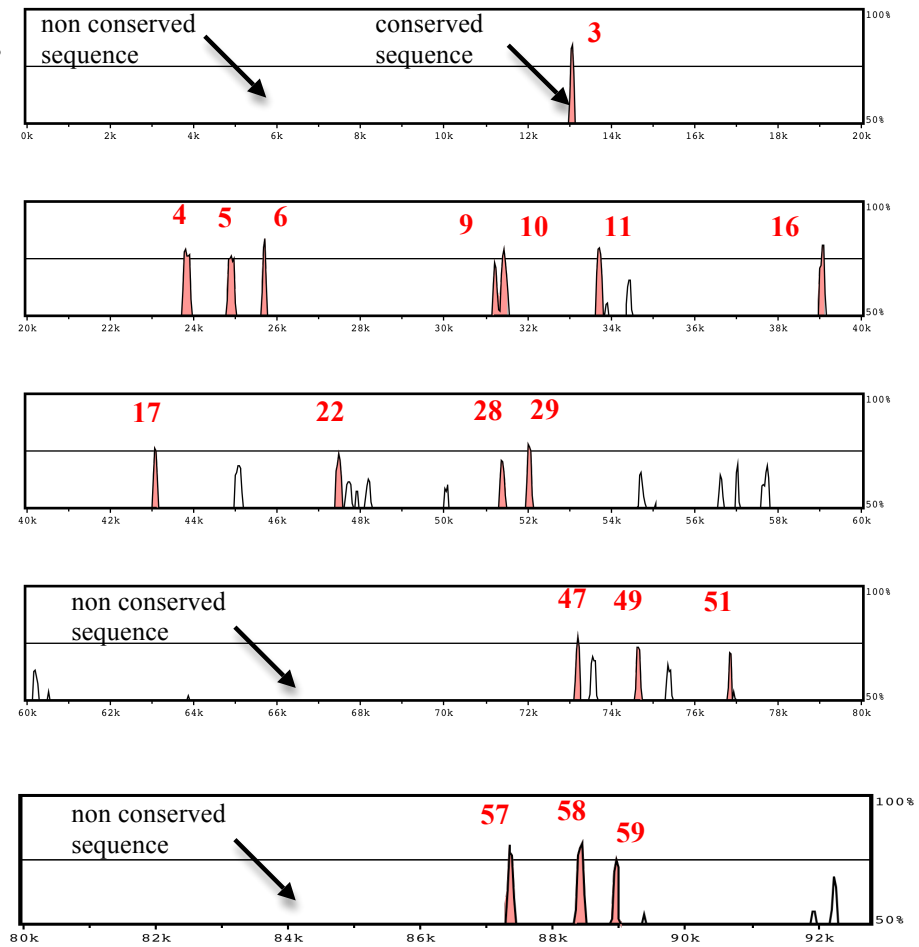 non conserved
sequence
conserved
sequence
3
100%
50%
0k 2k 4k 6k 8k 10k 12k 14k 16k 18k 20k
4 5 6 9 10 11 16
100%
50%
20k 22k 24k 26k 28k 30k 32k 34k 36k 38k 40k
17 22 28 29
100%
50%
40k 42k 44k 46k 48k 50k 52k 54k 56k 58k 60k
non conserved
sequence
47 49 51
100%
50%
60k 62k 64k 66k 68k 70k 72k 74k 76k 78k 80k
non conserved
sequence
57 58 59
100%
50%
80k 82k 84k 86k 88k 90k 92k